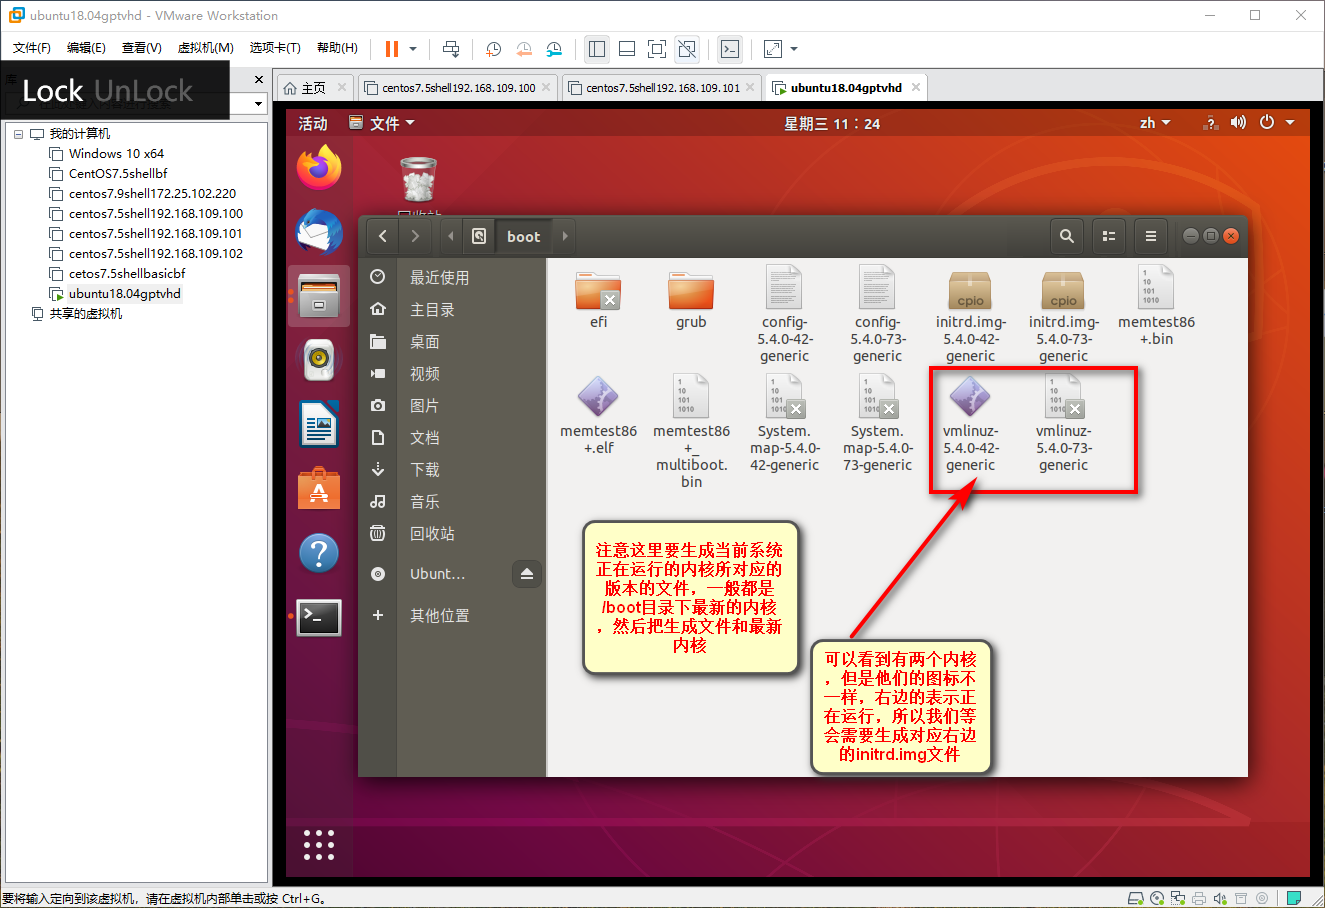 ubuntu18.04gptvhd - VMware Workstation
文件(F) 编辑(E) 查看(V) 虚拟机(M) 选项卡(T) 帮助(H)
Lock UnLock
主页
centos7.5shell192.168.109.100
centos7.5shell192.168.109.101
ubuntu18.04gptvhd
我的计算机
Windows 10 x64
CentOS7.5shellbf
centos7.9shell172.25.102.220
centos7.5shell192.168.109.100
centos7.5shell192.168.109.101
centos7.5shell192.168.109.102
cetos7.5shellbasicbf
ubuntu18.04gptvhd
共享的虚拟机
活动 文件 星期三 11：24 zh
boot
最近使用
主目录
桌面
视频
图片
文档
下载
音乐
回收站
Ubunt...
其他位置
efi
grub
config-
5.4.0-42-
generic
config-
5.4.0-73-
generic
cpio
initrd.img-
5.4.0-42-
generic
cpio
initrd.img-
5.4.0-73-
generic
memtest86
+.bin
memtest86
+.elf
memtest86
+_
multiboot.
bin
System.
map-5.4.0-
42-generic
System.
map-5.4.0-
73-generic
vmlinuz-
5.4.0-42-
generic
vmlinuz-
5.4.0-73-
generic
注意这里要生成当前系统
正在运行的内核所对应的
版本的文件，一般都是
/boot目录下最新的内核
，然后把生成文件和最新
内核
可以看到有两个内核
，但是他们的图标不
一样，右边的表示正
在运行，所以我们等
会需要生成对应右边
的initrd.img文件
要将输入定向到该虚拟机，请在虚拟机内部单击或按 Ctrl+G。